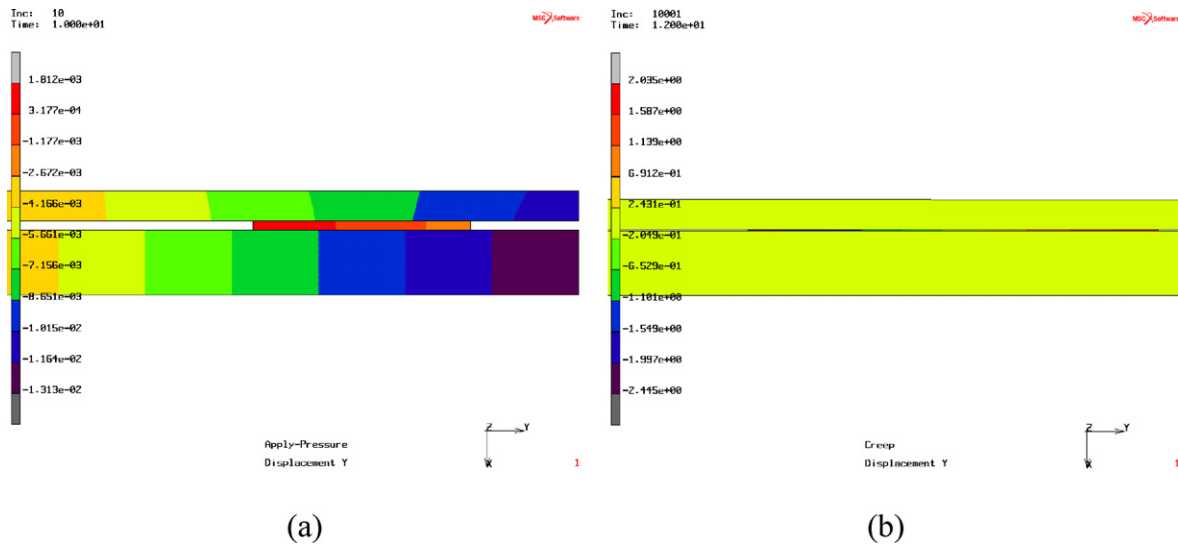 Inc: 10
Time: 1.000e+01
MSC Software
1.812e-03
3.177e-04
-1.177e-03
-2.672e-03
-4.166e-03
-5.661e-03
-7.156e-03
-8.651e-03
-1.015e-02
-1.164e-02
-1.313e-02
Z Y
X
Apply-Pressure
Displacement Y
1
(a)
Inc: 10001
Time: 1.200e+01
MSC Software
2.035e+00
1.587e+00
1.139e+00
6.912e-01
2.431e-01
-2.049e-01
-6.529e-01
-1.101e+00
-1.549e+00
-1.997e+00
-2.445e+00
Z Y
X
Creep
Displacement Y
1
(b)